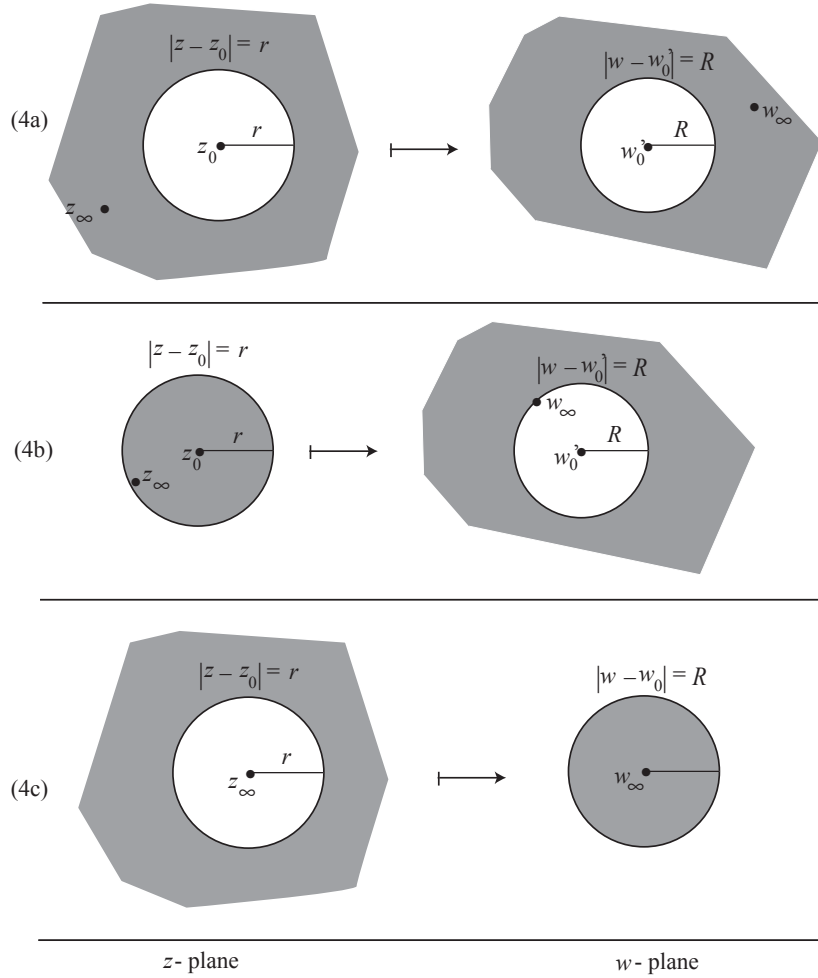 |z – z₀| = r
|w – w₀'| = R
(4a)
z₀
r
w₀'
R
w∞
z∞
|z – z₀| = r
|w – w₀'| = R
(4b)
z₀
r
z∞
w∞
w₀'
R
|z – z₀| = r
|w – w₀| = R
(4c)
z∞
r
w∞
z - plane
w - plane